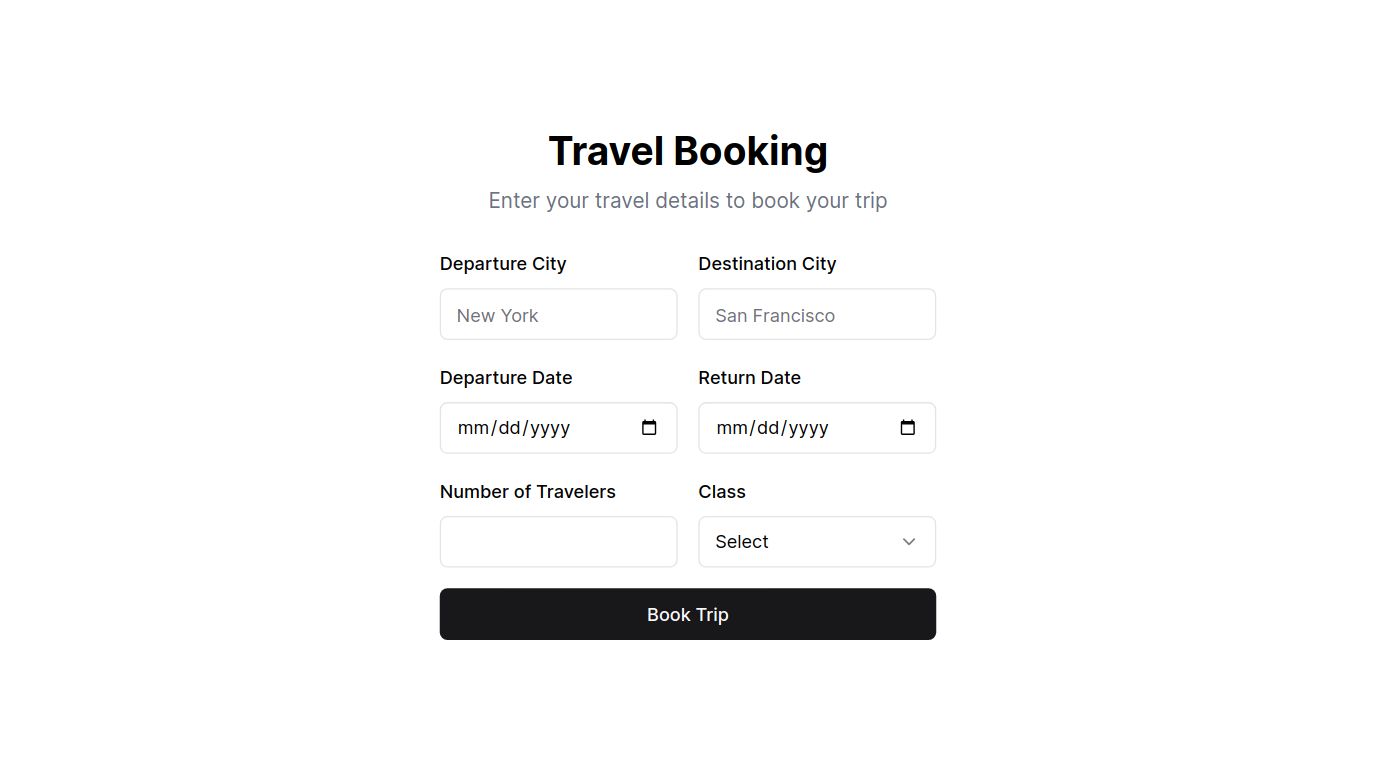 Travel Booking
Enter your travel details to book your trip
Departure City
Destination City
New York
San Francisco
Departure Date
Return Date
mm/dd/yyyy
mm/dd/yyyy
Number of Travelers
Class
Select
Book Trip